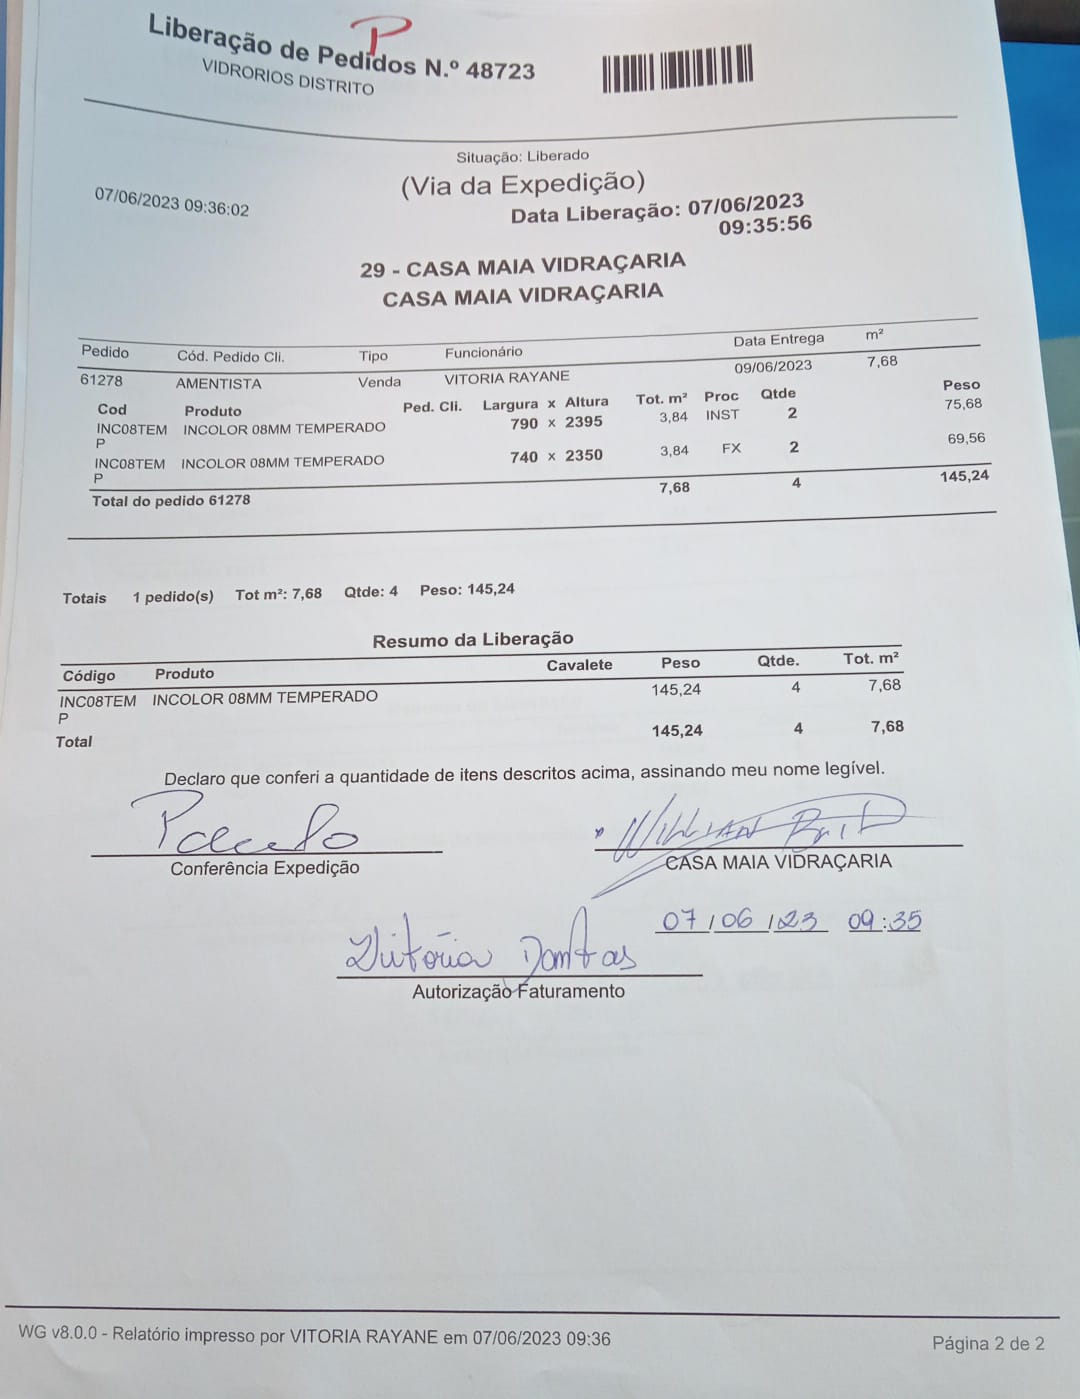 P
Liberação de Pedidos N.º 48723
VIDRORIOS DISTRITO
Situação: Liberado
(Via da Expedição)
07/06/2023 09:36:02
Data Liberação: 07/06/2023
09:35:56
29 - CASA MAIA VIDRAÇARIA
CASA MAIA VIDRAÇARIA
Pedido Cód. Pedido Cli. Tipo Funcionário Data Entrega m²
61278 AMENTISTA Venda VITORIA RAYANE 09/06/2023 7,68
Cod Produto Ped. Cli. Largura x Altura Tot. m² Proc Qtde Peso
INC08TEM INCOLOR 08MM TEMPERADO 790 x 2395 3,84 INST 2 75,68
P
INC08TEM INCOLOR 08MM TEMPERADO 740 x 2350 3,84 FX 2 69,56
P
Total do pedido 61278 7,68 4 145,24
Totais 1 pedido(s) Tot m²: 7,68 Qtde: 4 Peso: 145,24
Resumo da Liberação
Código Produto Cavalete Peso Qtde. Tot. m²
INC08TEM INCOLOR 08MM TEMPERADO 145,24 4 7,68
P
Total 145,24 4 7,68
Declaro que conferi a quantidade de itens descritos acima, assinando meu nome legível.
WILLIAN
Conferência Expedição CASA MAIA VIDRAÇARIA
07/06/23 09:35
Vitória Dantas
Autorização Faturamento
WG v8.0.0 - Relatório impresso por VITORIA RAYANE em 07/06/2023 09:36
Página 2 de 2